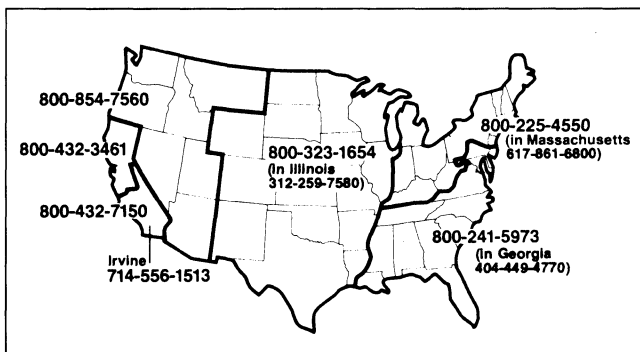 800-854-7560
800-432-3461
800-432-7150
Irvine
714-556-1513
800-323-1654
(In Illinois
312-259-7580)
800-225-4550
(in Massachusetts
617-861-6800)
800-241-5973
(In Georgia
404-449-4770)